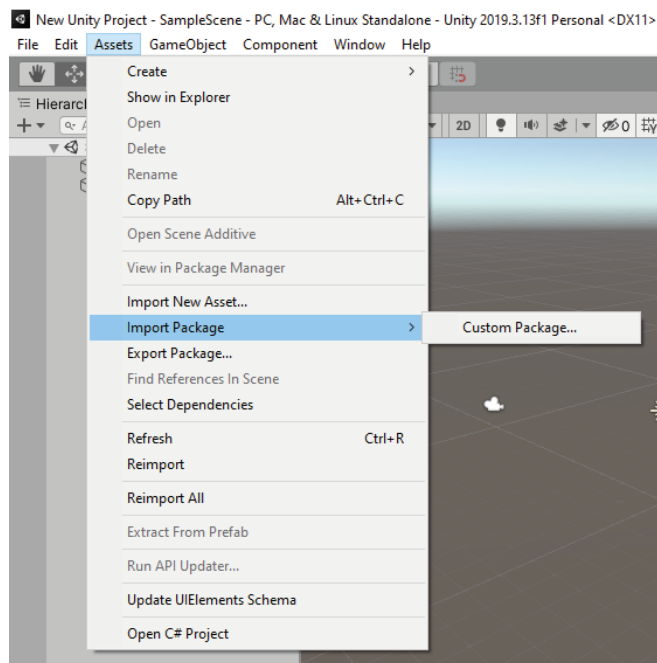 New Unity Project - SampleScene - PC, Mac & Linux Standalone - Unity 2019.3.13f1 Personal <DX11>
File Edit Assets GameObject Component Window Help
Create
Show in Explorer
Hierarc
Open
2D
0
Delete
Rename
Copy Path Alt+Ctrl+C
Open Scene Additive
View in Package Manager
Import New Asset...
Import Package Custom Package...
Export Package...
Find References In Scene
Select Dependencies
Refresh Ctrl+R
Reimport
Reimport All
Extract From Prefab
Run API Updater...
Update UIElements Schema
Open C# Project